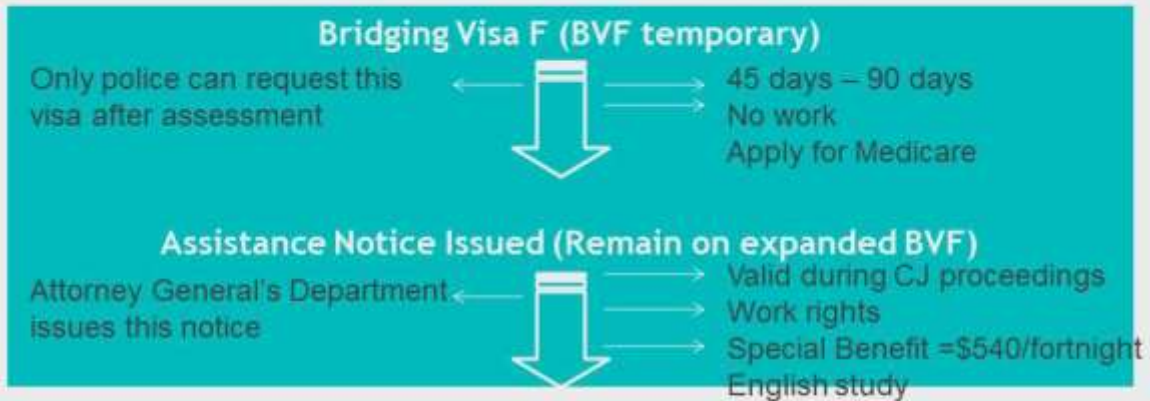 Bridging Visa F (BVF temporary)
Only police can request this
visa after assessment
45 days – 90 days
No work
Apply for Medicare
Assistance Notice Issued (Remain on expanded BVF)
Attorney General's Department
issues this notice
Valid during CJ proceedings
Work rights
Special Benefit =$540/fortnight
English study